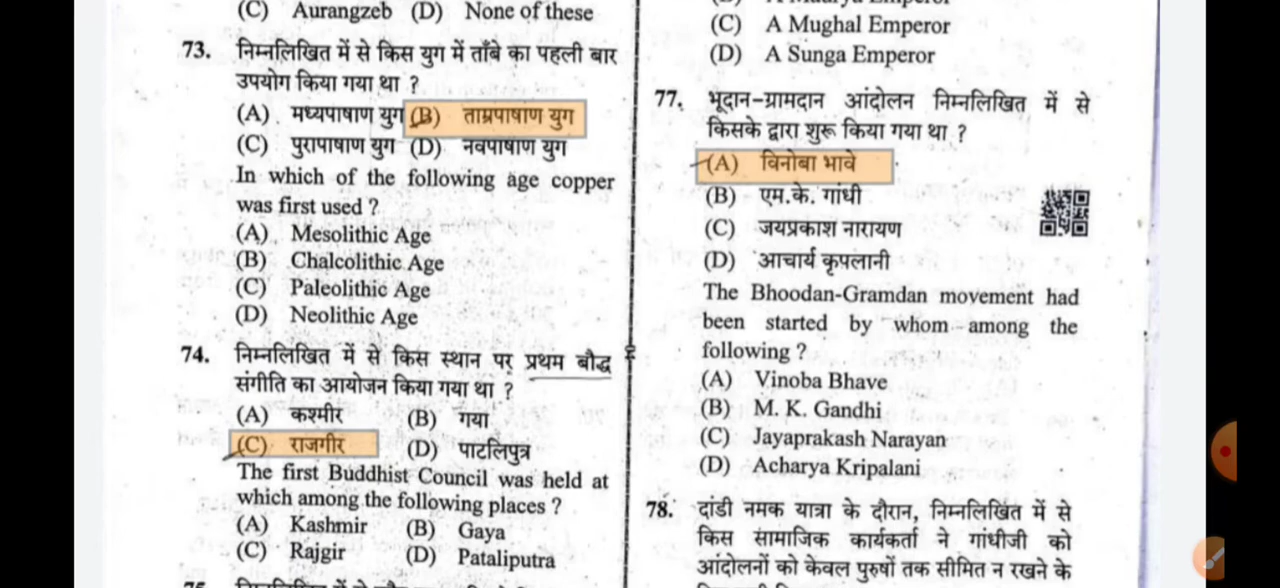 (C) Aurangzeb (D) None of these
73. निम्नलिखित में से किस युग में ताँबे का पहली बार
उपयोग किया गया था ?
(A) मध्यपाषाण युग (B) ताम्रपाषाण युग
(C) पुरापाषाण युग (D) नवपाषाण युग
In which of the following age copper
was first used ?
(A) Mesolithic Age
(B) Chalcolithic Age
(C) Paleolithic Age
(D) Neolithic Age
74. निम्नलिखित में से किस स्थान पर प्रथम बौद्ध
संगीति का आयोजन किया गया था ?
(A) कश्मीर (B) गया
(C) राजगीर (D) पाटलिपुत्र
The first Buddhist Council was held at
which among the following places ?
(A) Kashmir (B) Gaya
(C) Rajgir (D) Pataliputra
(C) A Mughal Emperor
(D) A Sunga Emperor
77. भूदान-ग्रामदान आंदोलन निम्नलिखित में से
किसके द्वारा शुरू किया गया था ?
(A) विनोबा भावे
(B) एम.के. गांधी
(C) जयप्रकाश नारायण
(D) आचार्य कृपलानी
The Bhoodan-Gramdan movement had
been started by whom among the
following ?
(A) Vinoba Bhave
(B) M. K. Gandhi
(C) Jayaprakash Narayan
(D) Acharya Kripalani
78. दांडी नमक यात्रा के दौरान, निम्नलिखित में से
किस सामाजिक कार्यकर्ता ने गांधीजी को
आंदोलनों को केवल पुरुषों तक सीमित न रखने के